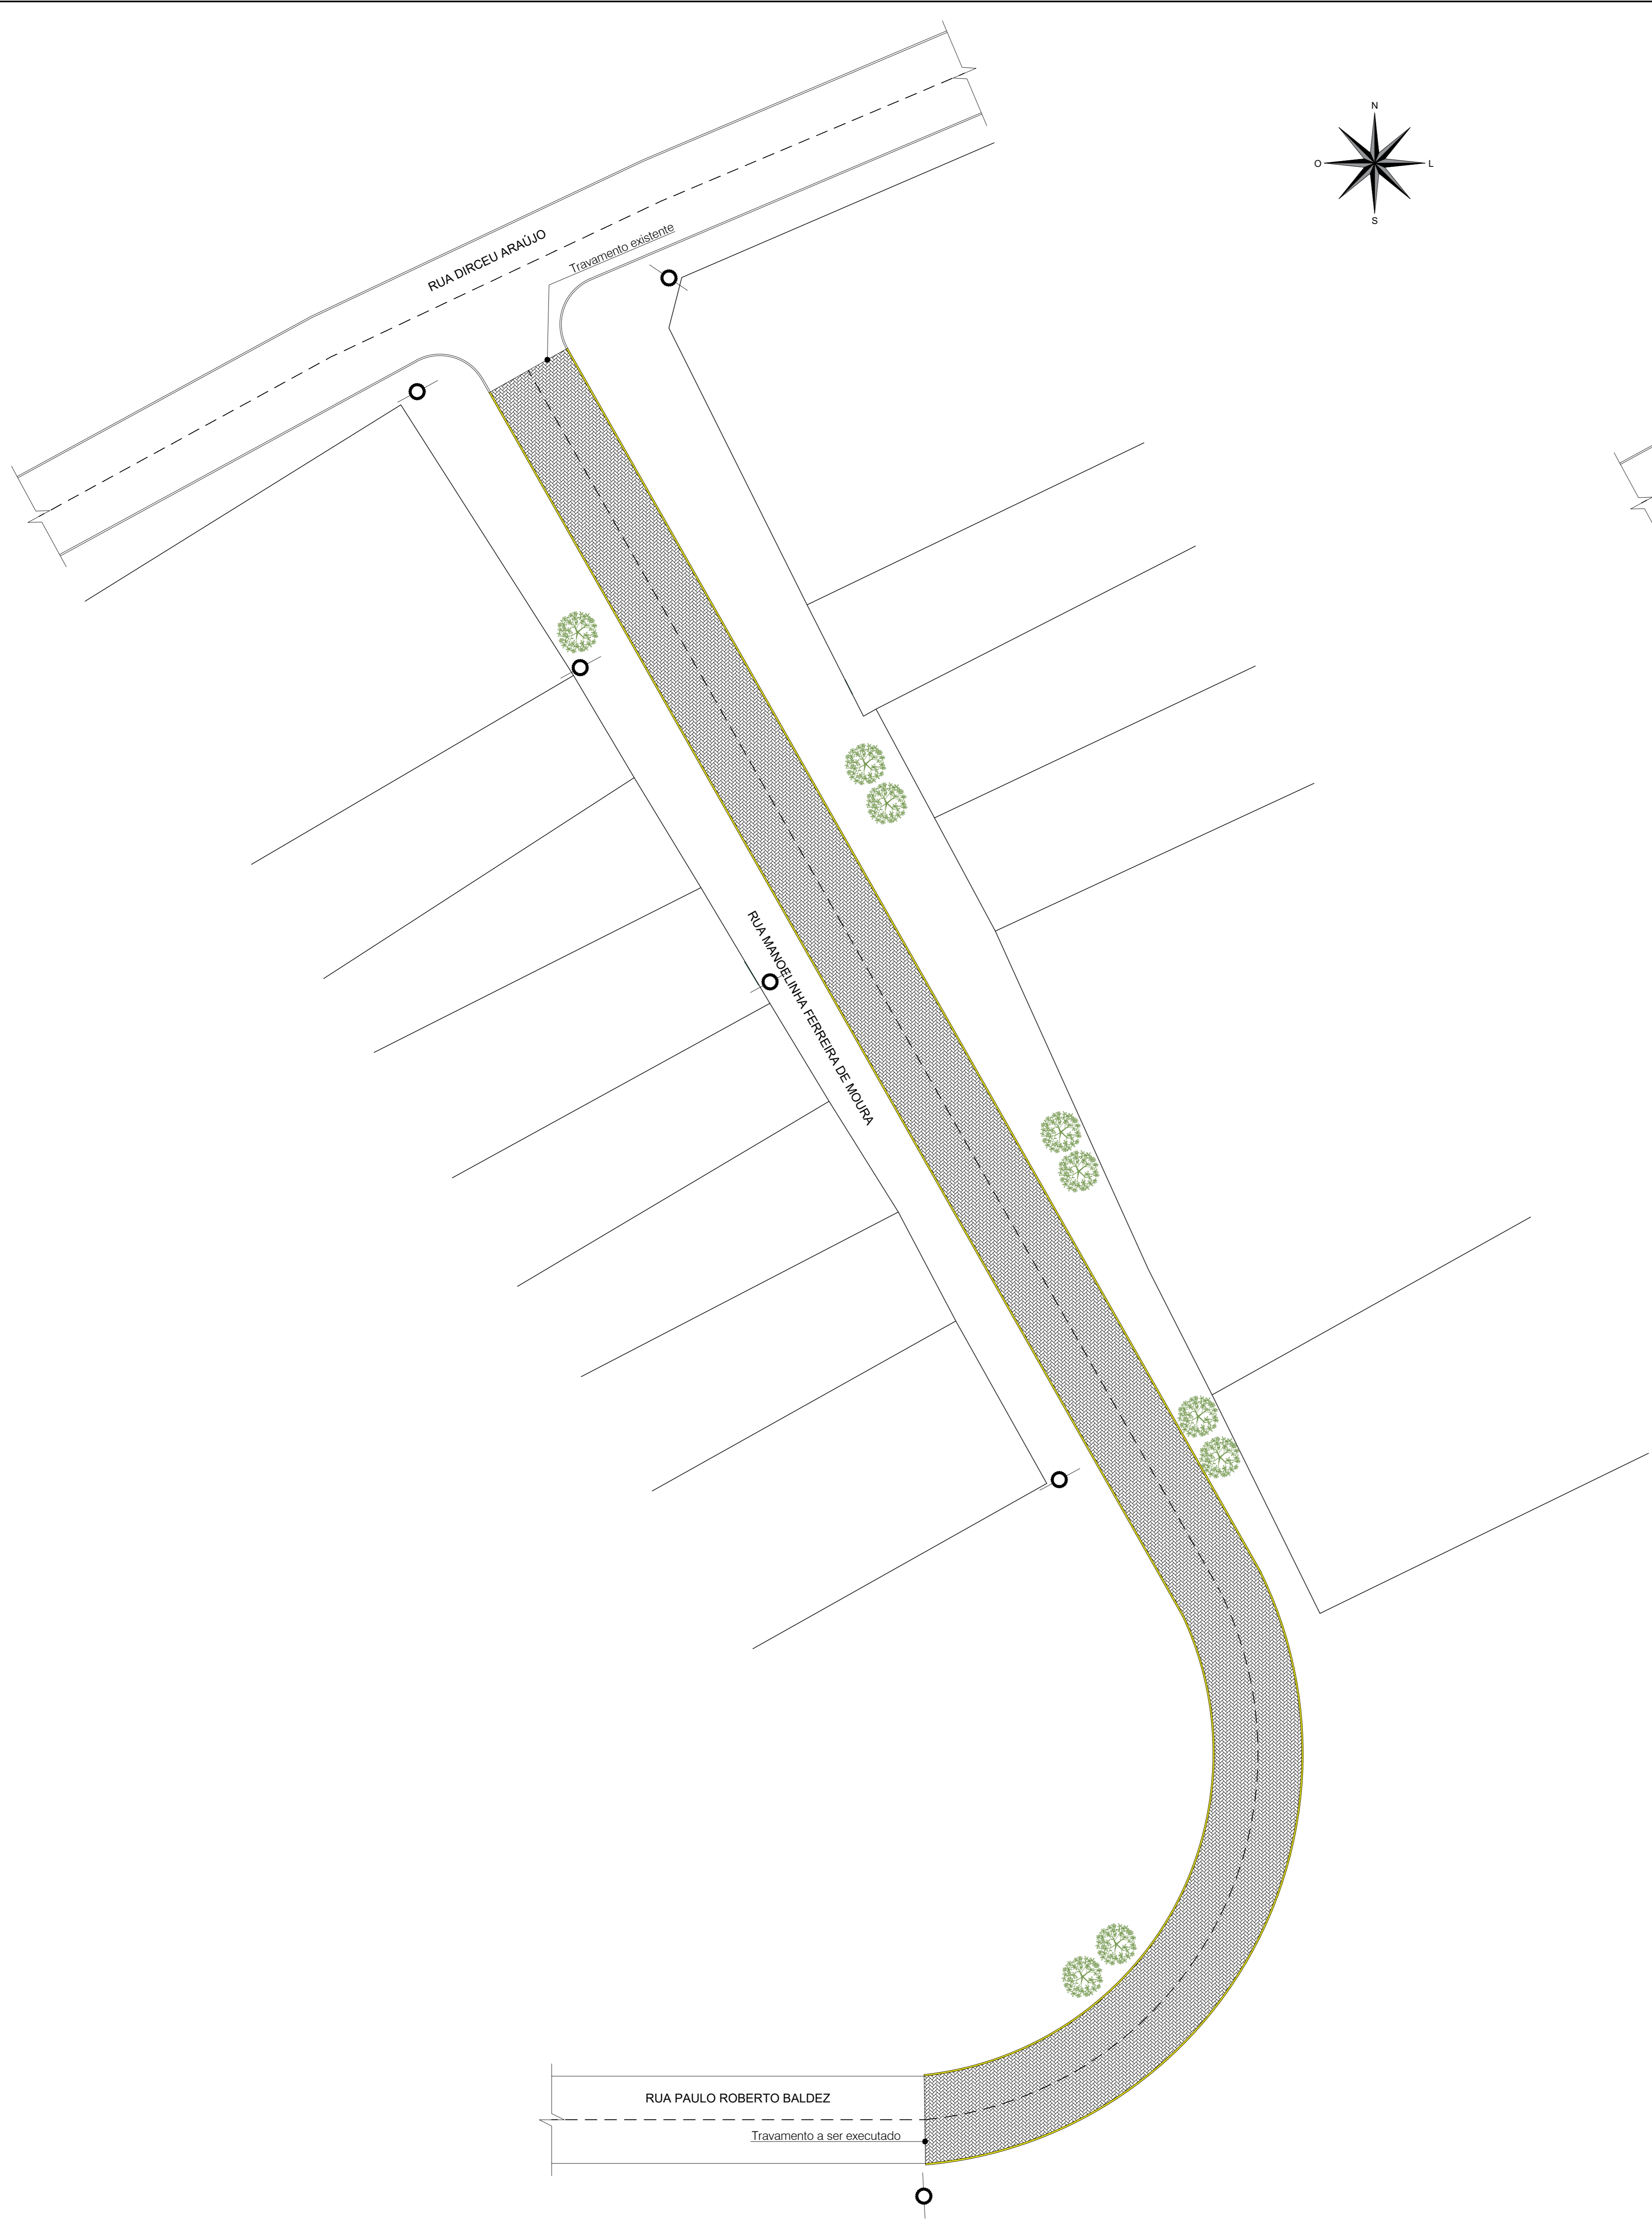 N
O
L
S
RUA DIRCEU ARAÚJO
Travamento existente
RUA MANOELINHA FERREIRA DE MOURA
RUA PAULO ROBERTO BALDEZ
Travamento a ser executado